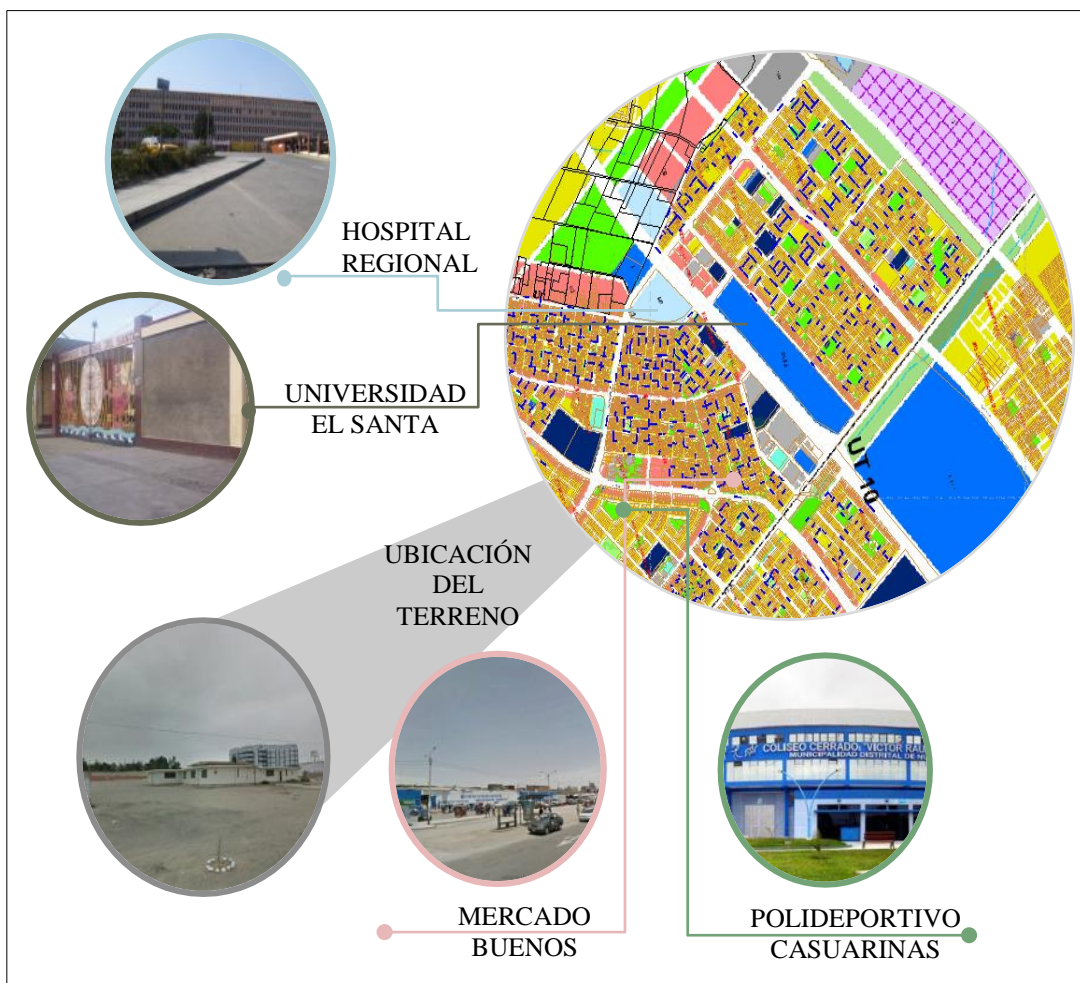 HOSPITAL
REGIONAL
UNIVERSIDAD
EL SANTA
UT 10
UBICACIÓN
DEL
TERRENO
COLISEO CERRADO "VICTOR RAU
MUNICIPALIDAD DISTRITAL DE N
MERCADO
BUENOS
POLIDEPORTIVO
CASUARINAS